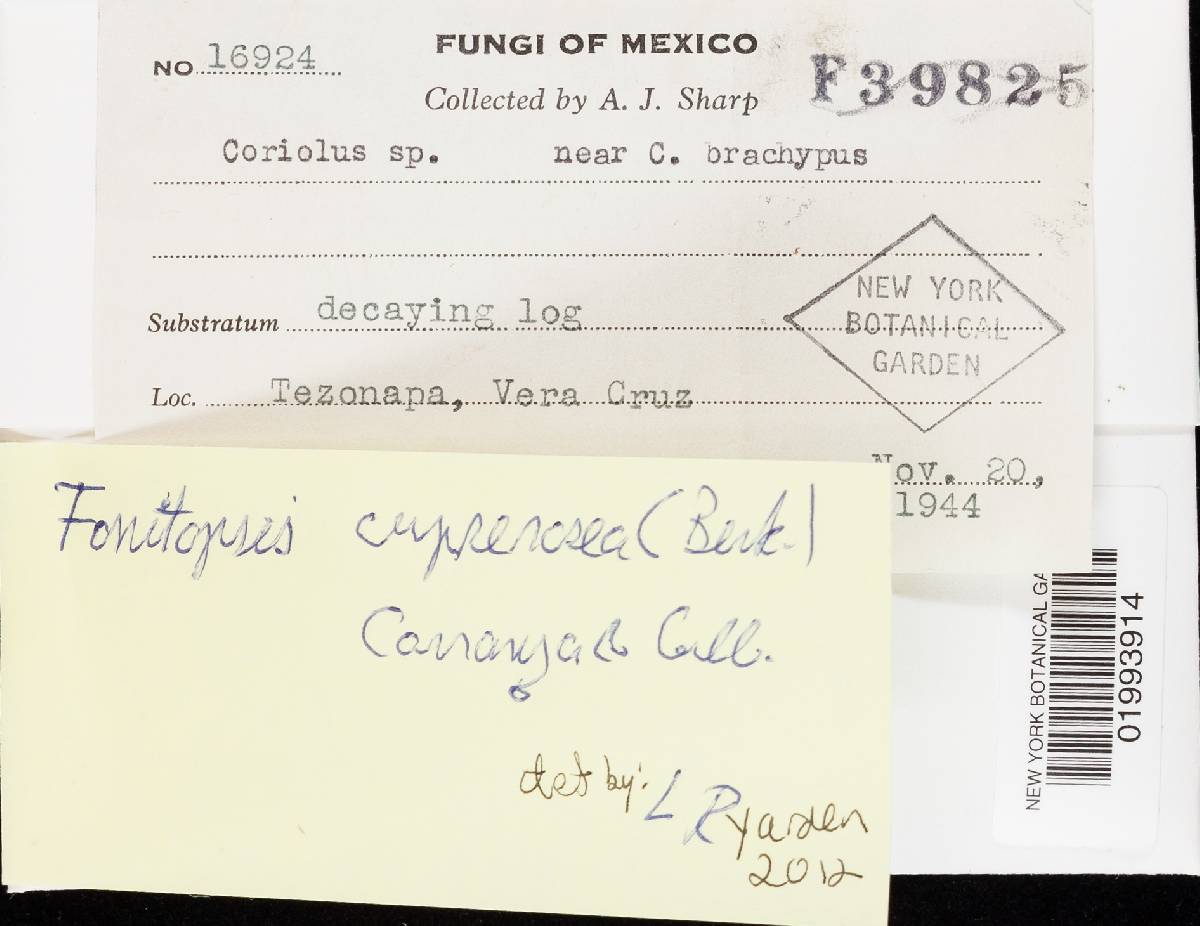 NO 16924
FUNGI OF MEXICO
F39825
Collected by A. J. Sharp
Coriolus sp. near C. brachypus
NEW YORK
BOTANICAL
GARDEN
Substratum decaying log
Loc. Tezonapa, Vera Cruz
Nov. 20,
1944
Fomitopsis cupreorosea (Berk.)
Carranza & Gilb.
det by: L Ryvarden
2012
NEW YORK BOTANICAL GA
01993914